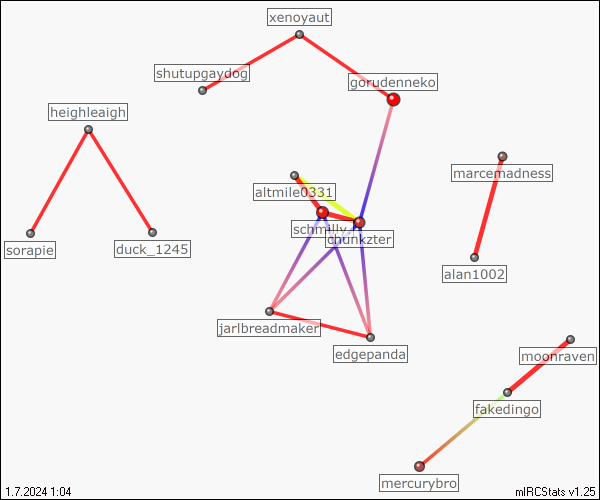 xenoyaut
shutupgaydog
gorudenneko
heighleaigh
marcemadness
altmile0331
schmilly
chunkzter
sorapie
duck_1245
alan1002
jarlbreadmaker
edgepanda
moonraven
fakedingo
mercurybro
1.7.2024 1:04
mIRCStats v1.25